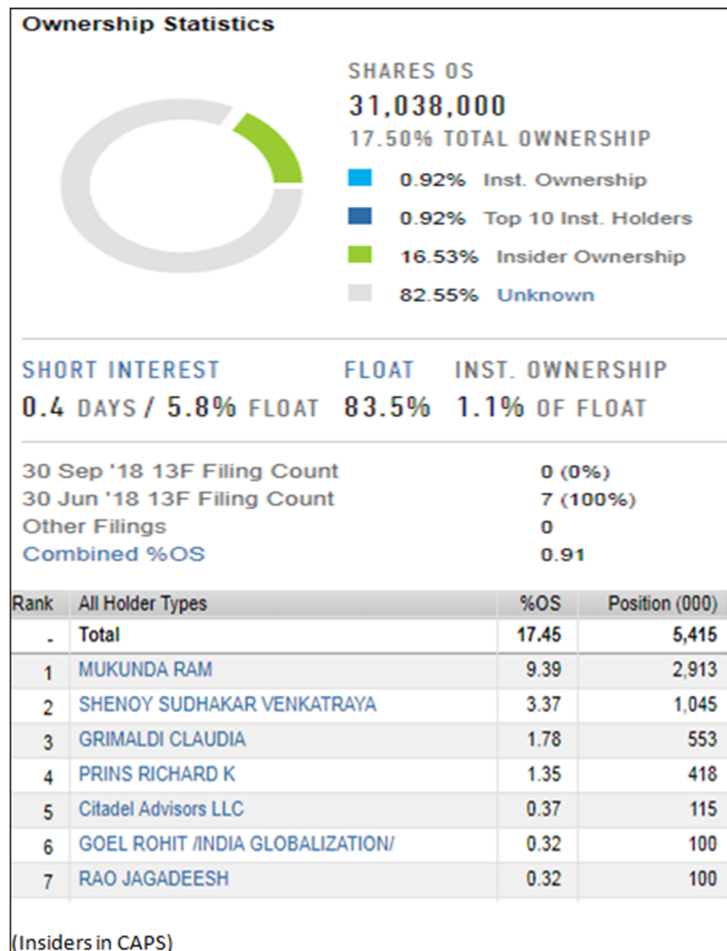 Ownership Statistics
SHARES OS
31,038,000
17.50% TOTAL OWNERSHIP
0.92% Inst. Ownership
0.92% Top 10 Inst. Holders
16.53% Insider Ownership
82.55% Unknown
SHORT INTEREST FLOAT INST. OWNERSHIP
0.4 DAYS / 5.8% FLOAT 83.5% 1.1% OF FLOAT
30 Sep '18 13F Filing Count 0 (0%)
30 Jun '18 13F Filing Count 7 (100%)
Other Filings 0
Combined %OS 0.91
Rank All Holder Types %OS Position (000)
- Total 17.45 5,415
1 MUKUNDA RAM 9.39 2,913
2 SHENOY SUDHAKAR VENKATRAYA 3.37 1,045
3 GRIMALDI CLAUDIA 1.78 553
4 PRINS RICHARD K 1.35 418
5 Citadel Advisors LLC 0.37 115
6 GOEL ROHIT /INDIA GLOBALIZATION/ 0.32 100
7 RAO JAGADEESH 0.32 100
(Insiders in CAPS)